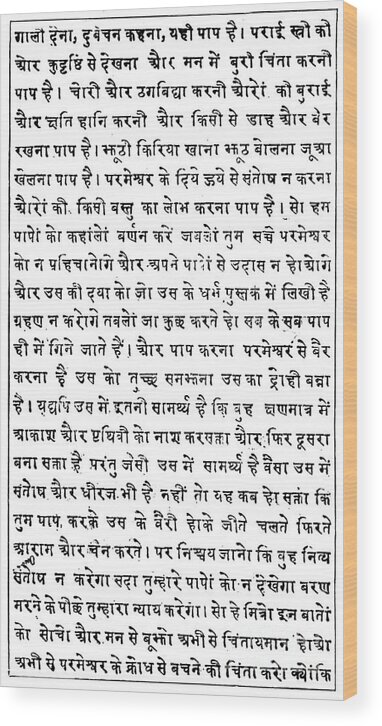 गाली देना, दुर्बचन कहना, यही पाप है। पराई स्त्री को
और कुदृष्टि से देखना और मन में बुरी चिंता करनी
पाप है। चोरी और ठगबिद्या करनी औरों की बुराई
और क्षति हानि करनी और किसी से डाह और बैर
रखना पाप है। झूठी किरिया खाना झूठ बोलना जूआ
खेलना पाप है। परमेश्वर के दिये ऊये से संतोष न करना
औरों की किसी बस्तु का लोभ करना पाप है। सो हम
पापों को कहांलों बर्णन करें जबलों तुम सच्चे परमेश्वर
को न पहिचानोगे और अपने पापों से उदास न होओगे
और उस की दया को जो उस के धर्म पुस्तक में लिखी है
ग्रहण न करोगे तबलों जो कुछ करते हो सब के सब पाप
ही में गिने जाते हैं। और पाप करना परमेश्वर से बैर
करना है उस को तुच्छ समझना उस का द्रोही बन्ना
है। यद्यपि उस में इतनी सामर्थ्य है कि वुह क्षणमात्र में
आकाश और पृथिवी को नाश करसक्ता और फिर दूसरा
बना सक्ता है परंतु जैसी उस में सामर्थ्य है वैसा उस में
संतोष और धीरज भी है नहीं तो यह कब हो सक्ता कि
तुम पाप करके उस के बैरी होके जीते चलते फिरते
आराम और चैन करते। पर निश्चय जानो कि वुह नित्य
संतोष न करेगा सदा तुम्हारे पापों को न देखेगा बरण
मरने के पीछे तुम्हारा न्याय करेगा। सो हे मित्रो इन बातों
को सोचो और मन से बूझो अभी से चिंतायमान होओ
अभी से परमेश्वर के क्रोध से बचने की चिंता करो क्योंकि